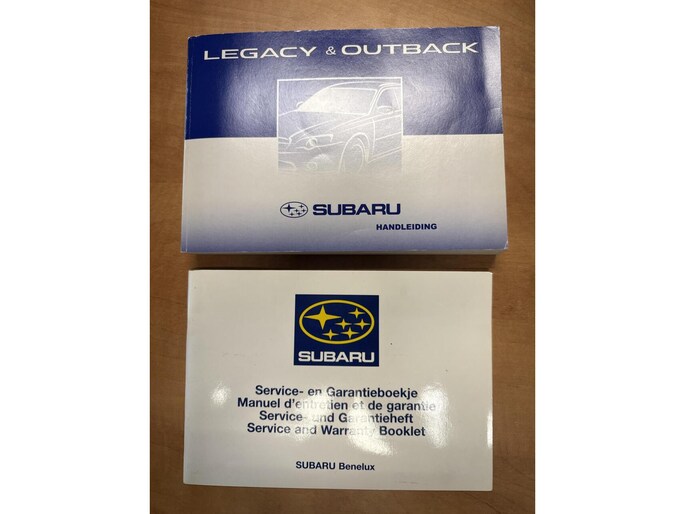 LEGACY & OUTBACK
SUBARU
HANDLEIDING
SUBARU
Service- en Garantieboekje
Manuel d'entretien et de garantie
Service- und Garantieheft
Service and Warranty Booklet
SUBARU Benelux